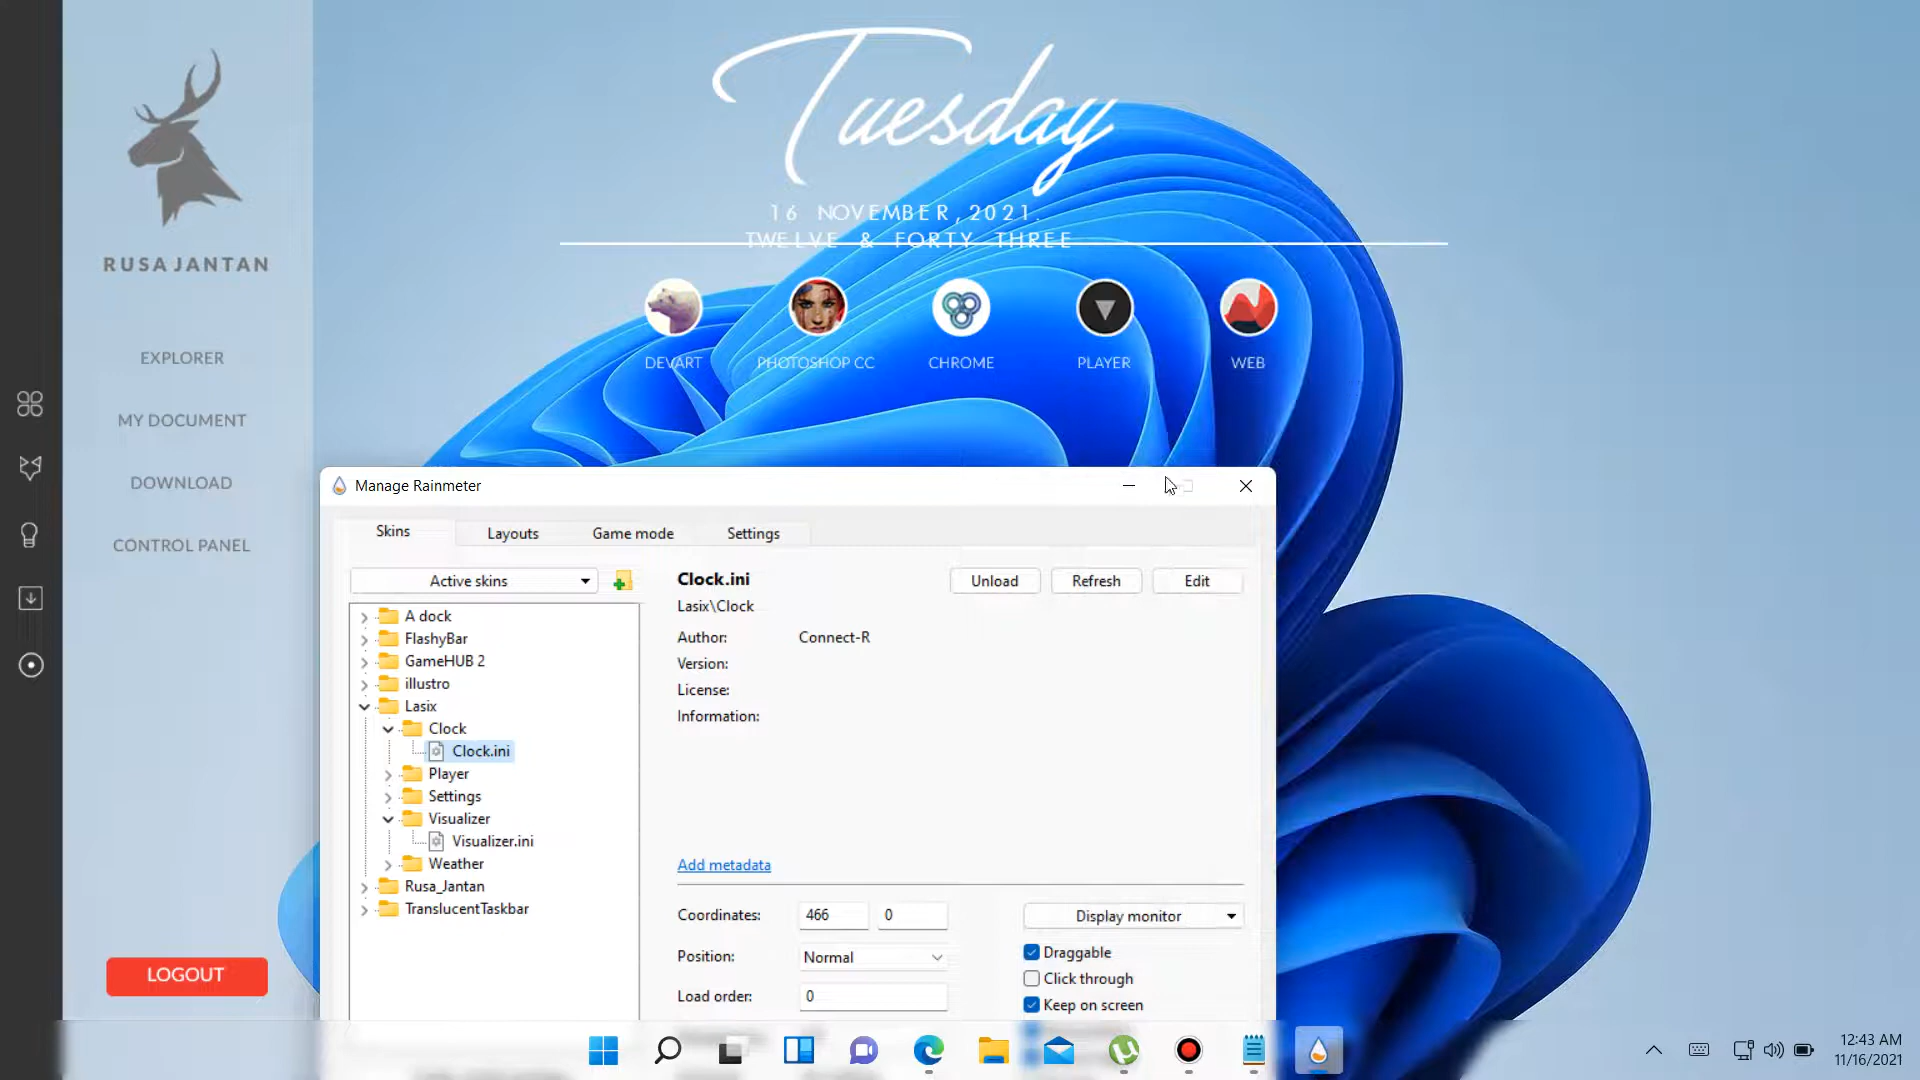 Tuesday
16 NOVEMBER,2021.
TWELVE & FORTY THREE
RUSA JANTAN
EXPLORER
MY DOCUMENT
DOWNLOAD
CONTROL PANEL
LOGOUT
DEVART
PHOTOSHOP CC
CHROME
PLAYER
WEB
Manage Rainmeter
Skins
Layouts
Game mode
Settings
Active skins
A dock
FlashyBar
GameHUB 2
illustro
Lasix
Clock
Clock.ini
Player
Settings
Visualizer
Visualizer.ini
Weather
Rusa_Jantan
TranslucentTaskbar
Clock.ini
Unload
Refresh
Edit
Lasix\Clock
Author: Connect-R
Version:
License:
Information:
Add metadata
Coordinates: 466 0
Display monitor
Position: Normal
Draggable
Click through
Load order: 0
Keep on screen
12:43 AM
11/16/2021